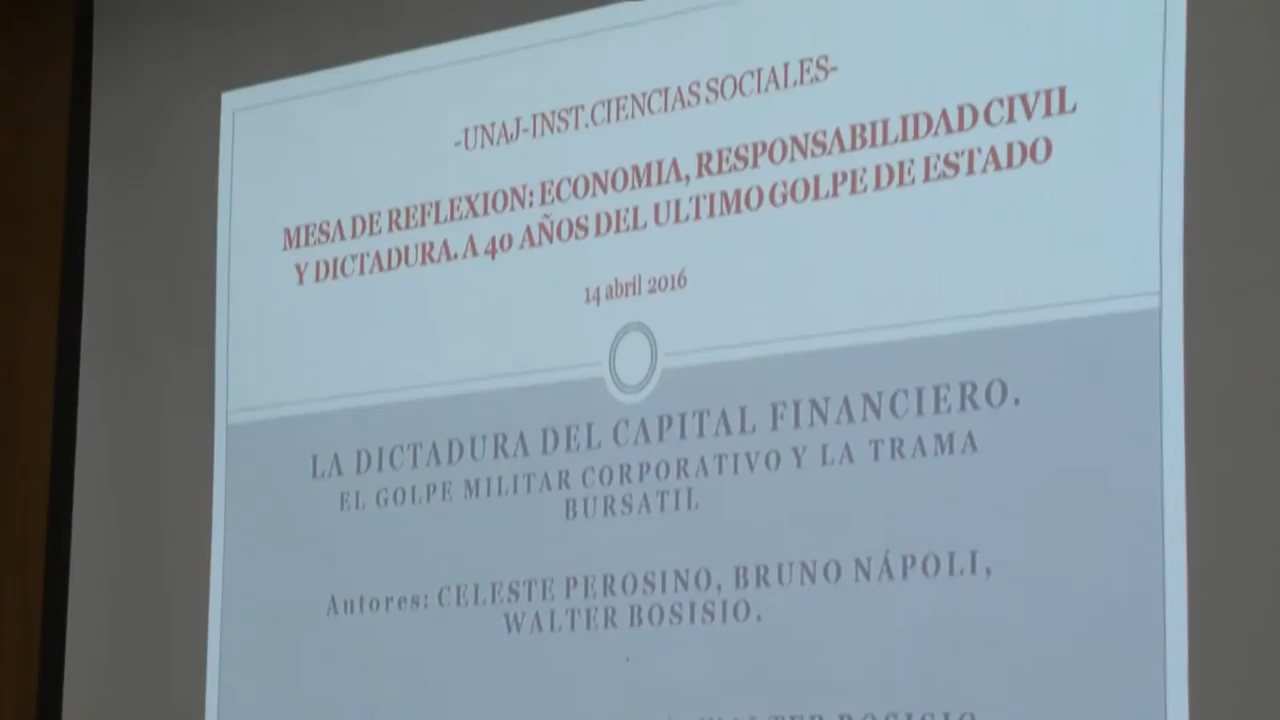 -UNAJ-INST.CIENCIAS SOCIALES-
MESA DE REFLEXION: ECONOMIA, RESPONSABILIDAD CIVIL
Y DICTADURA. A 40 AÑOS DEL ULTIMO GOLPE DE ESTADO
14 abril 2016
LA DICTADURA DEL CAPITAL FINANCIERO.
EL GOLPE MILITAR CORPORATIVO Y LA TRAMA
BURSATIL
Autores: CELESTE PEROSINO, BRUNO NÁPOLI,
WALTER BOSISIO.